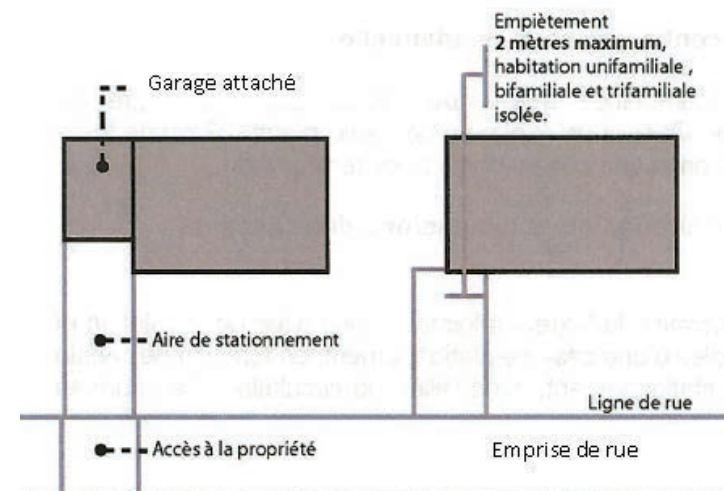 Empiètement
2 mètres maximum,
habitation unifamiliale ,
bifamiliale et trifamiliale
isolée.
Garage attaché
Aire de stationnement
Ligne de rue
Accès à la propriété
Emprise de rue